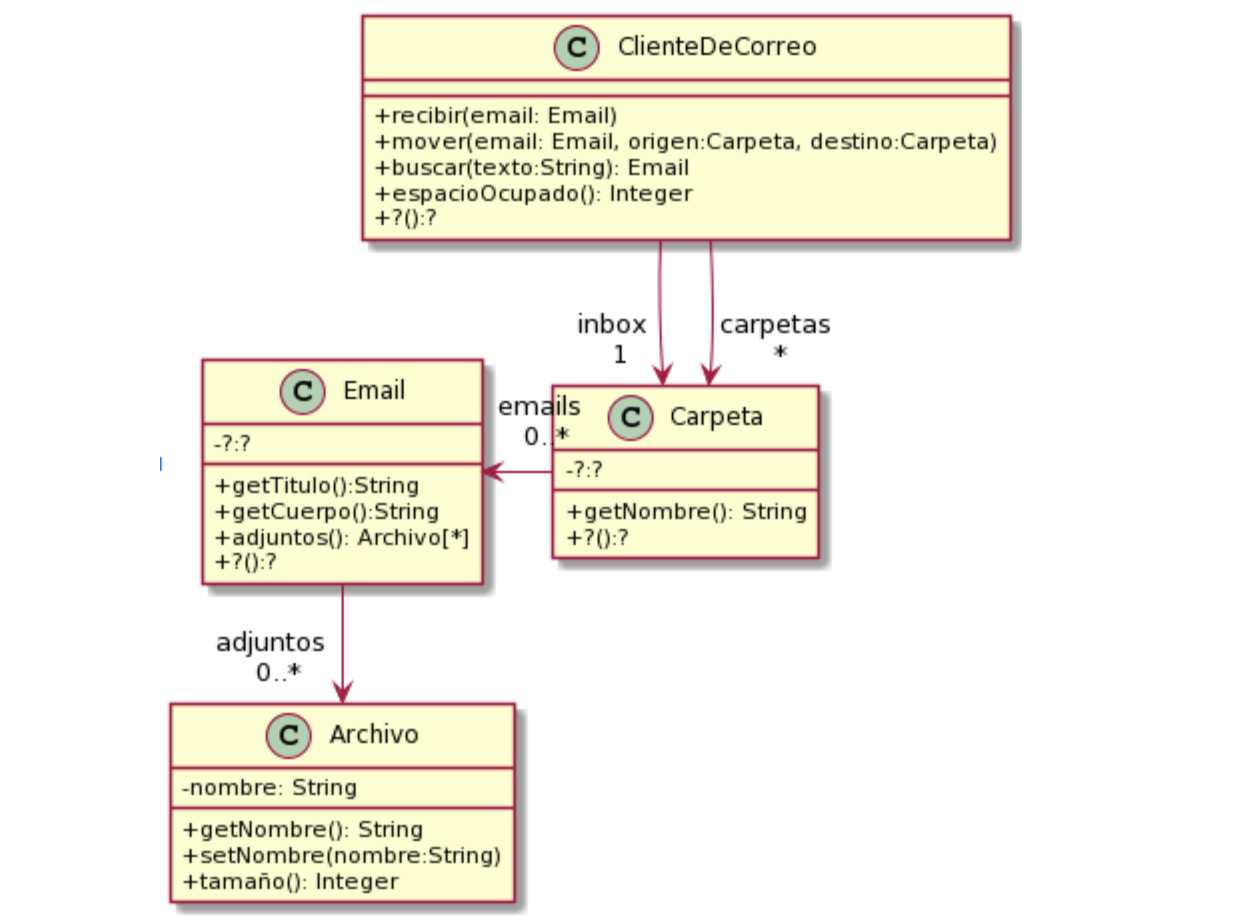 C ClienteDeCorreo
+recibir(email: Email)
+mover(email: Email, origen:Carpeta, destino:Carpeta)
+buscar(texto:String): Email
+espacioOcupado(): Integer
+?():?
inbox
1
carpetas
*
C Email
-?:?
+getTitulo():String
+getCuerpo():String
+adjuntos(): Archivo[*]
+?():?
emails
0..*
C Carpeta
-?:?
+getNombre(): String
+?():?
adjuntos
0..*
C Archivo
-nombre: String
+getNombre(): String
+setNombre(nombre:String)
+tamaño(): Integer